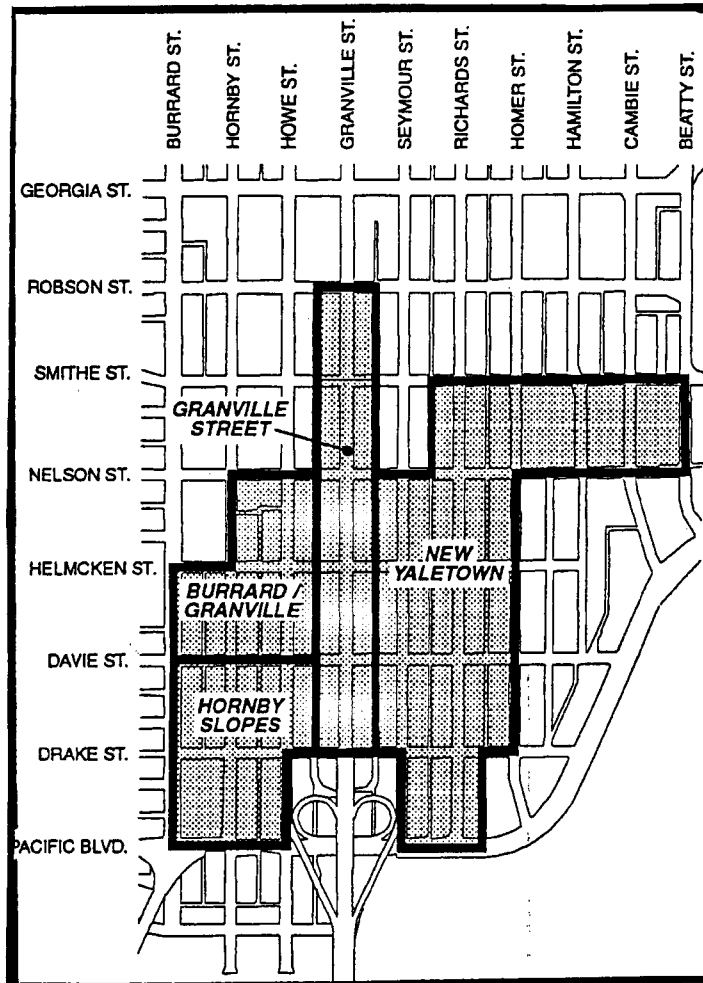 BURRARD ST.
HORNBY ST.
HOWE ST.
GRANVILLE ST.
SEYMOUR ST.
RICHARDS ST.
HOMER ST.
HAMILTON ST.
CAMBIE ST.
BEATTY ST.
GEORGIA ST.
ROBSON ST.
SMITHE ST.
GRANVILLE
STREET
NELSON ST.
HELMCKEN ST.
NEW
YALETOWN
BURRARD /
GRANVILLE
DAVIE ST.
HORNBY
SLOPES
DRAKE ST.
PACIFIC BLVD.